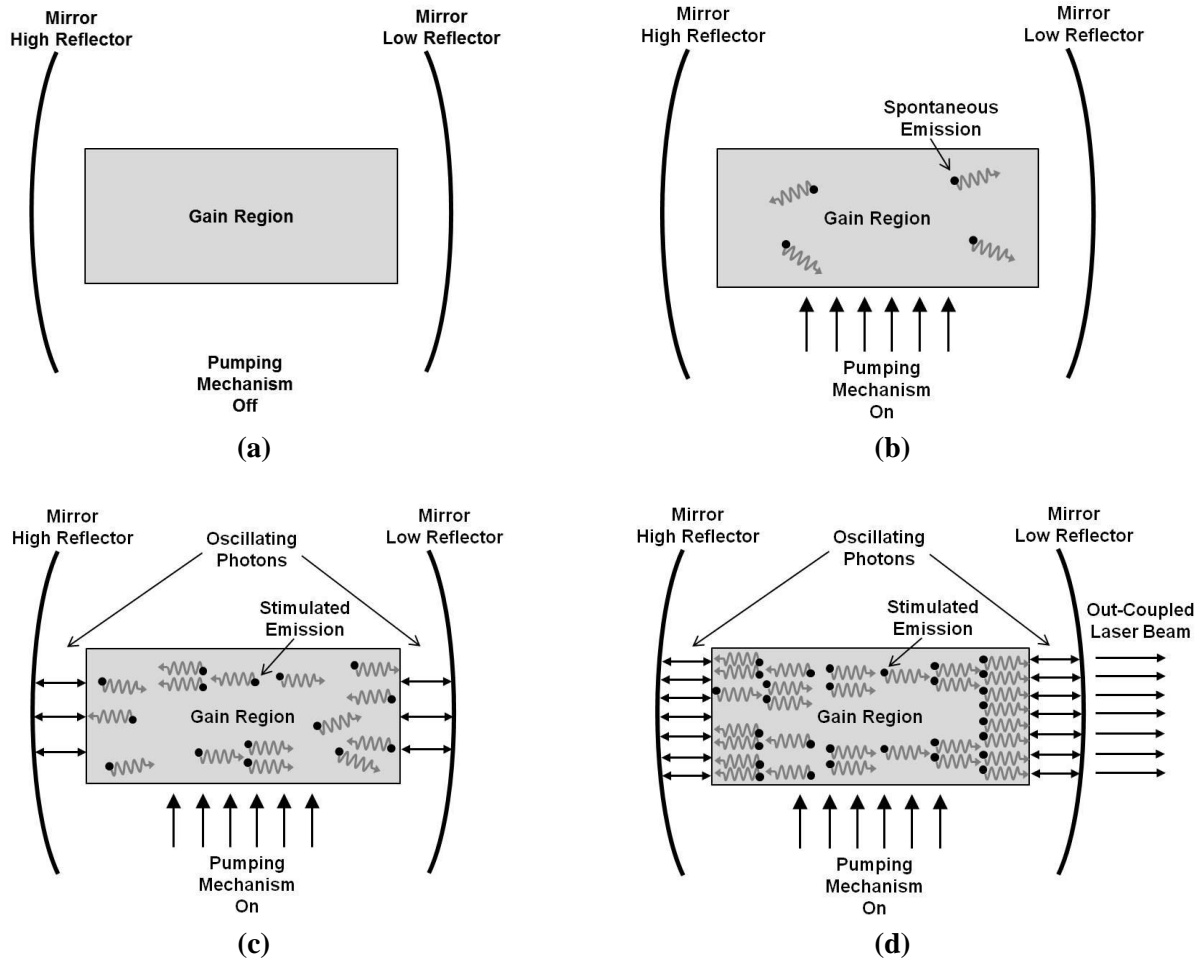 Mirror
High Reflector
Mirror
Low Reflector
Gain Region
Pumping
Mechanism
Off
(a)
Mirror
High Reflector
Mirror
Low Reflector
Spontaneous
Emission
Gain Region
Pumping
Mechanism
On
(b)
Mirror
High Reflector
Oscillating
Photons
Mirror
Low Reflector
Stimulated
Emission
Gain Region
Pumping
Mechanism
On
(c)
Mirror
High Reflector
Oscillating
Photons
Mirror
Low Reflector
Stimulated
Emission
Out-Coupled
Laser Beam
Gain Region
Pumping
Mechanism
On
(d)